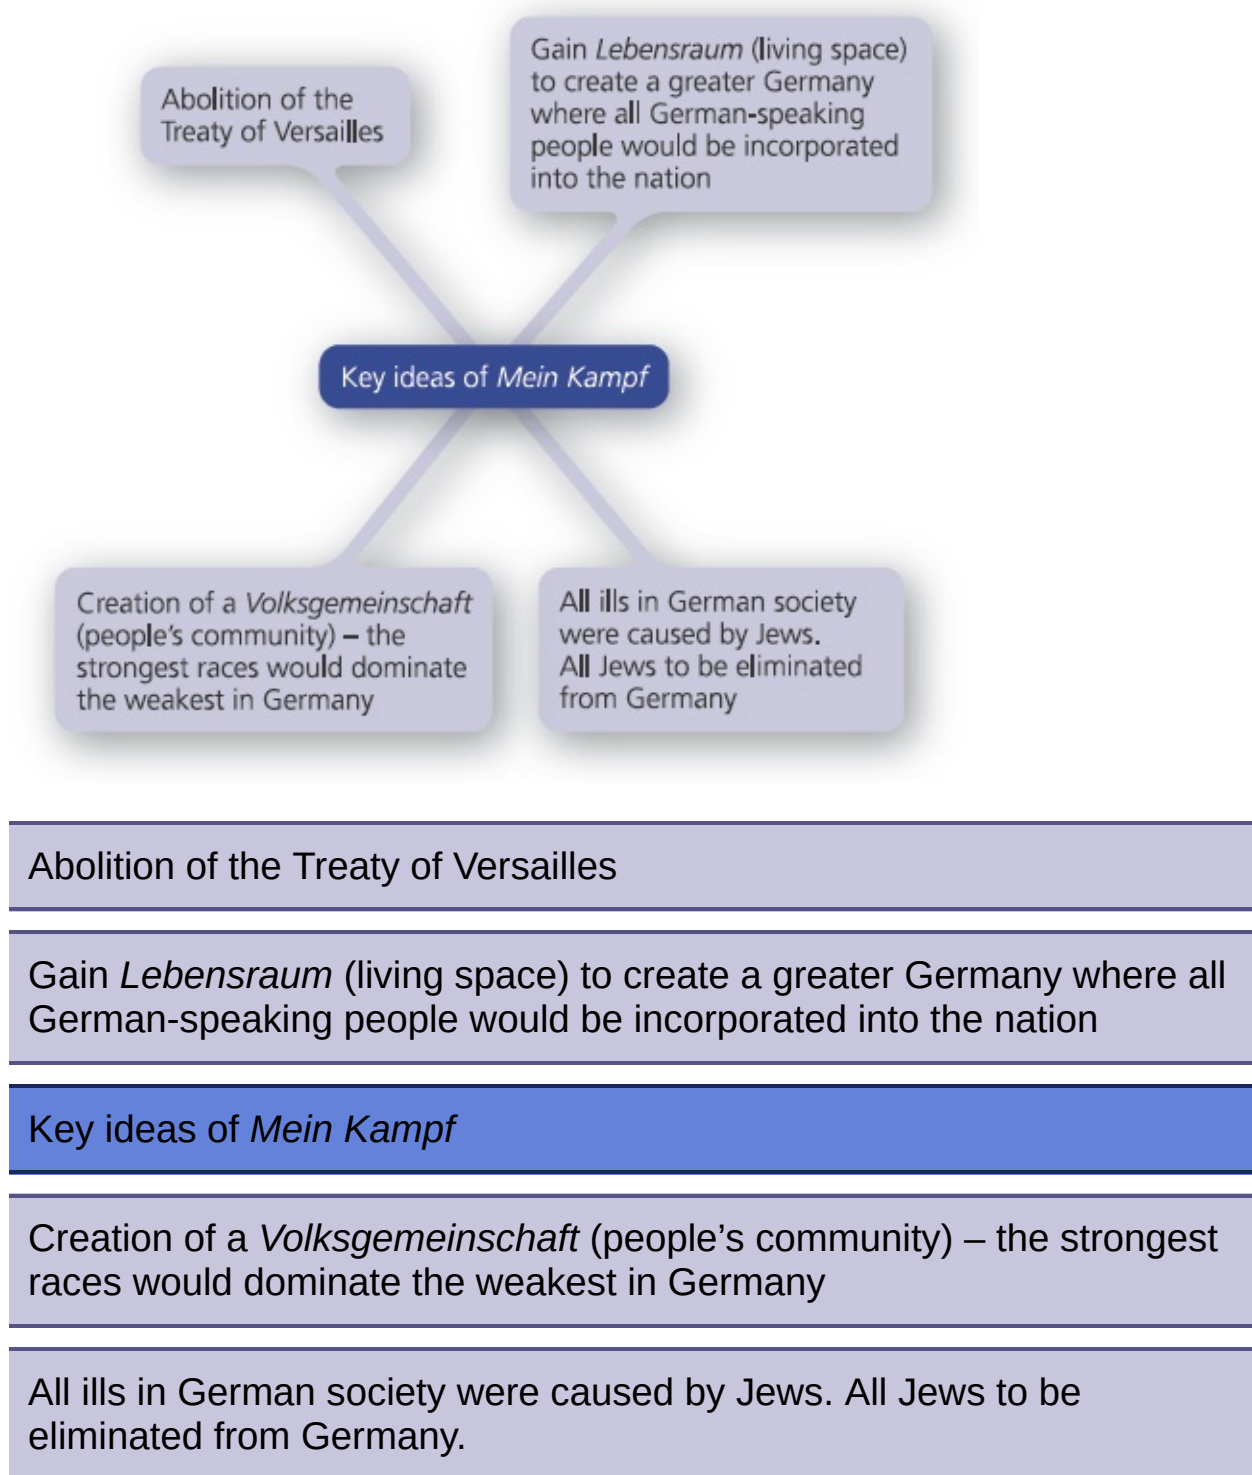 Abolition of the
Treaty of Versailles
Gain Lebensraum (living space)
to create a greater Germany
where all German-speaking
people would be incorporated
into the nation
Key ideas of Mein Kampf
Creation of a Volksgemeinschaft
(people's community) – the
strongest races would dominate
the weakest in Germany
All ills in German society
were caused by Jews.
All Jews to be eliminated
from Germany
Abolition of the Treaty of Versailles
Gain Lebensraum (living space) to create a greater Germany where all
German-speaking people would be incorporated into the nation
Key ideas of Mein Kampf
Creation of a Volksgemeinschaft (people’s community) – the strongest
races would dominate the weakest in Germany
All ills in German society were caused by Jews. All Jews to be
eliminated from Germany.